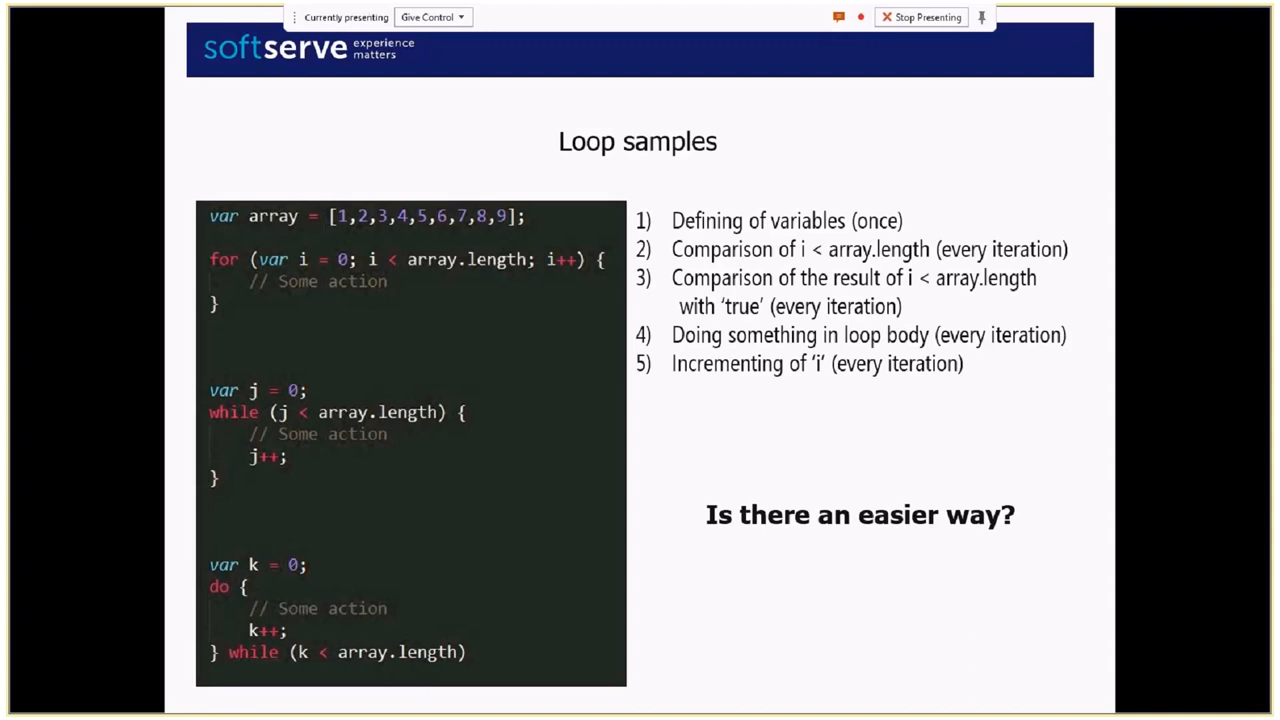 Currently presenting Give Control Stop Presenting
softserve experience matters
Loop samples
var array = [1,2,3,4,5,6,7,8,9];
for (var i = 0; i < array.length; i++) {
// Some action
}
var j = 0;
while (j < array.length) {
// Some action
j++;
}
var k = 0;
do {
// Some action
k++;
} while (k < array.length)
1) Defining of variables (once)
2) Comparison of i < array.length (every iteration)
3) Comparison of the result of i < array.length
with ‘true’ (every iteration)
4) Doing something in loop body (every iteration)
5) Incrementing of ‘i’ (every iteration)
Is there an easier way?